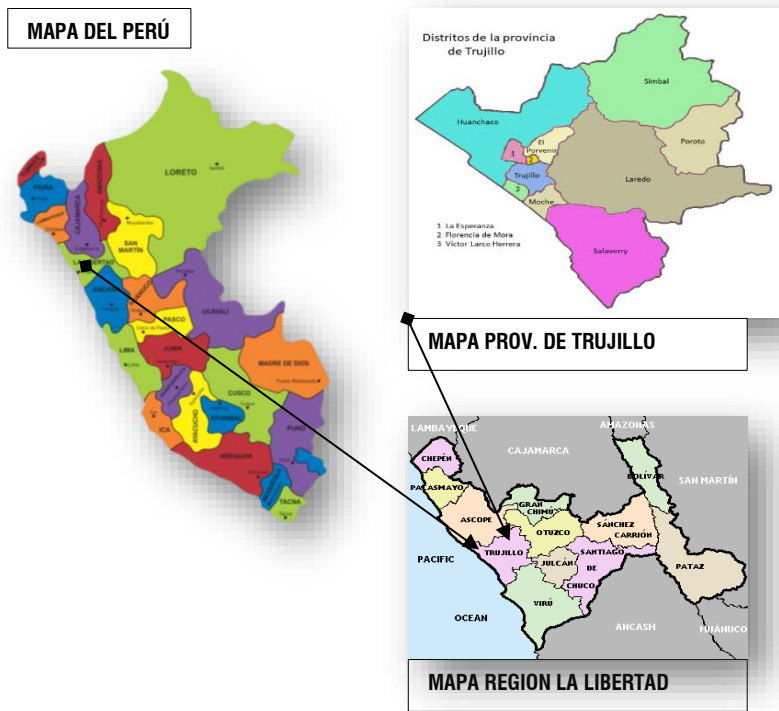 MAPA DEL PERÚ
LORETO
PIURA
AMAZONAS
CAJAMARCA
SAN
MARTÍN
LA LIBERTAD
ANCASH
HUANUCO
UCAYALI
PASCO
LIMA
JUNIN
MADRE DE DIOS
CUSCO
ICA
AYACUCHO
APURIMAC
PUNO
AREQUIPA
TACNA
Distritos de la provincia
de Trujillo
Simbal
Huanchaco
El
Porvenir
Poroto
1
2
Trujillo
Laredo
3
Moche
1 La Esperanza
2 Florencia de Mora
3 Víctor Larco Herrera
Salaverry
MAPA PROV. DE TRUJILLO
LAMBAYEQUE
AMAZONAS
CAJAMARCA
CHEPÉN
BOLÍVAR
SAN MARTÍN
PACASMAYO
GRAN
CHIMÚ
ASCOPE
OTUZCO
SÁNCHEZ
CARRIÓN
TRUJILLO
PACIFIC
JULCÁN
SANTIAGO
DE
CHUCO
PATAZ
VIRÚ
OCEAN
ANCASH
HUÁNUCO
MAPA REGION LA LIBERTAD